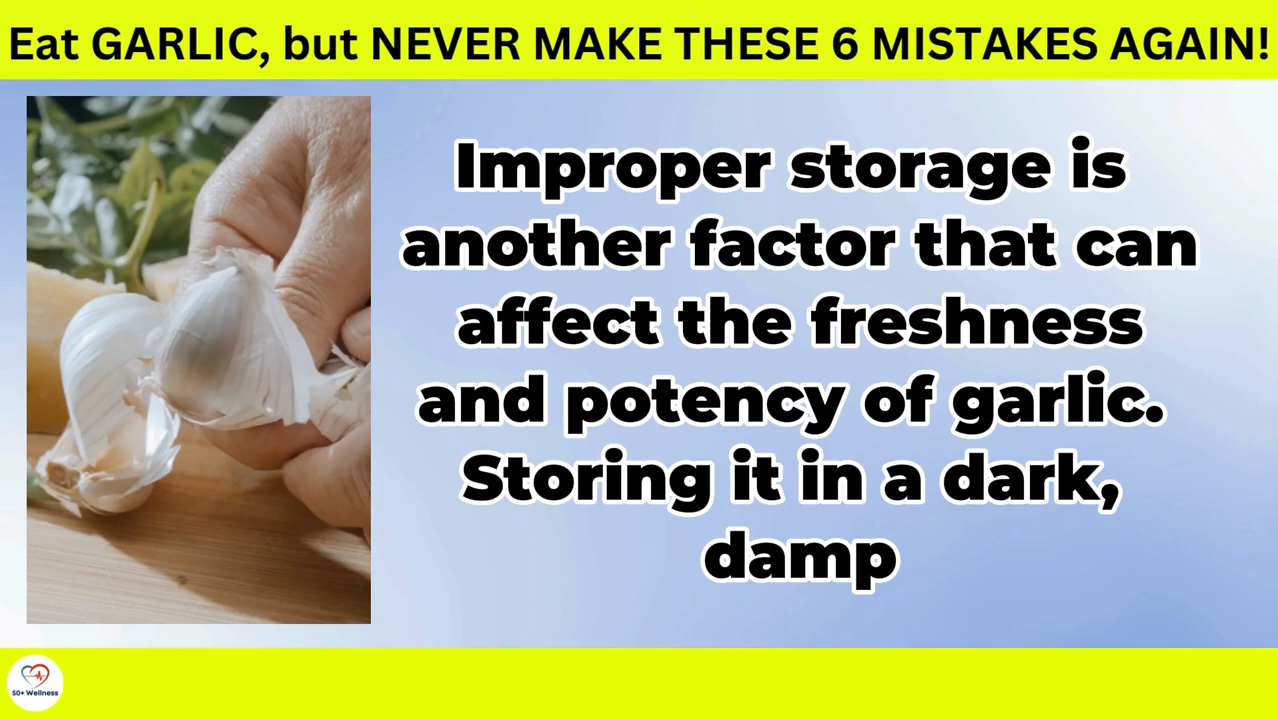 Eat GARLIC, but NEVER MAKE THESE 6 MISTAKES AGAIN!
Improper storage is
another factor that can
affect the freshness
and potency of garlic.
Storing it in a dark,
damp
50+ Wellness